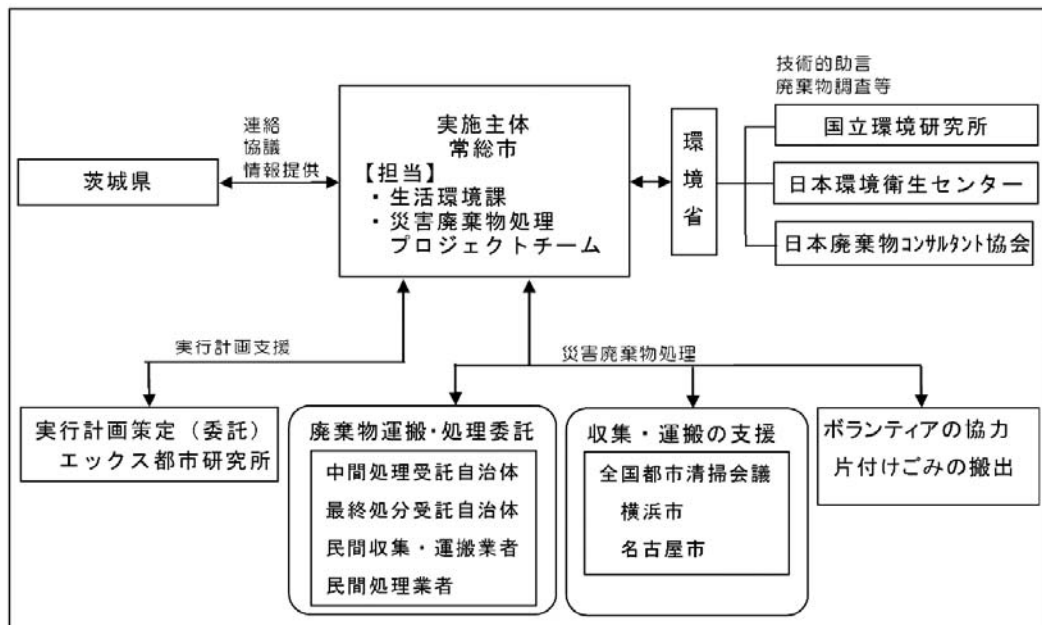 技術的助言
廃棄物調査等
実施主体
常総市
【担当】
・生活環境課
・災害廃棄物処理
プロジェクトチーム
連絡
協議
情報提供
茨城県
環境省
国立環境研究所
日本環境衛生センター
日本廃棄物コンサルタント協会
実行計画支援
災害廃棄物処理
実行計画策定（委託）
エックス都市研究所
廃棄物運搬・処理委託
中間処理受託自治体
最終処分受託自治体
民間収集・運搬業者
民間処理業者
収集・運搬の支援
全国都市清掃会議
横浜市
名古屋市
ボランティアの協力
片付けごみの搬出